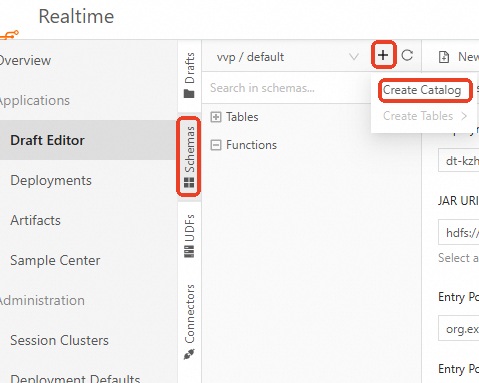 Realtime
Overview
Applications
Draft Editor
Deployments
Artifacts
Sample Center
Administration
Session Clusters
Deployment Defaults
Drafts
Schemas
UDFs
Connectors
vvp / default
Search in schemas...
Tables
Functions
New
Create Catalog
Create Tables
dt-kzh
JAR URI
hdfs://
Select a
Entry Po
org.ex
Entry Po